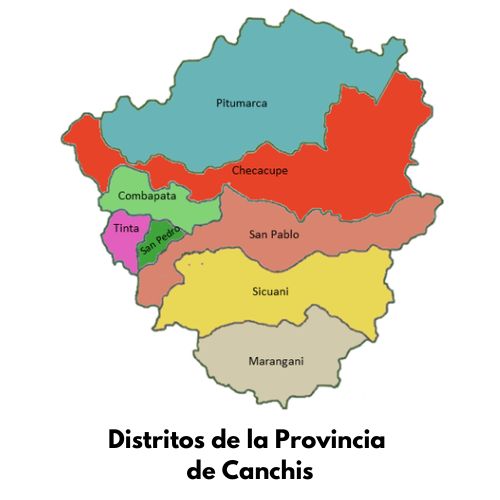 Pitumarca
Checacupe
Combapata
Tinta
San Pedro
San Pablo
Sicuani
Marangani
Distritos de la Provincia
de Canchis